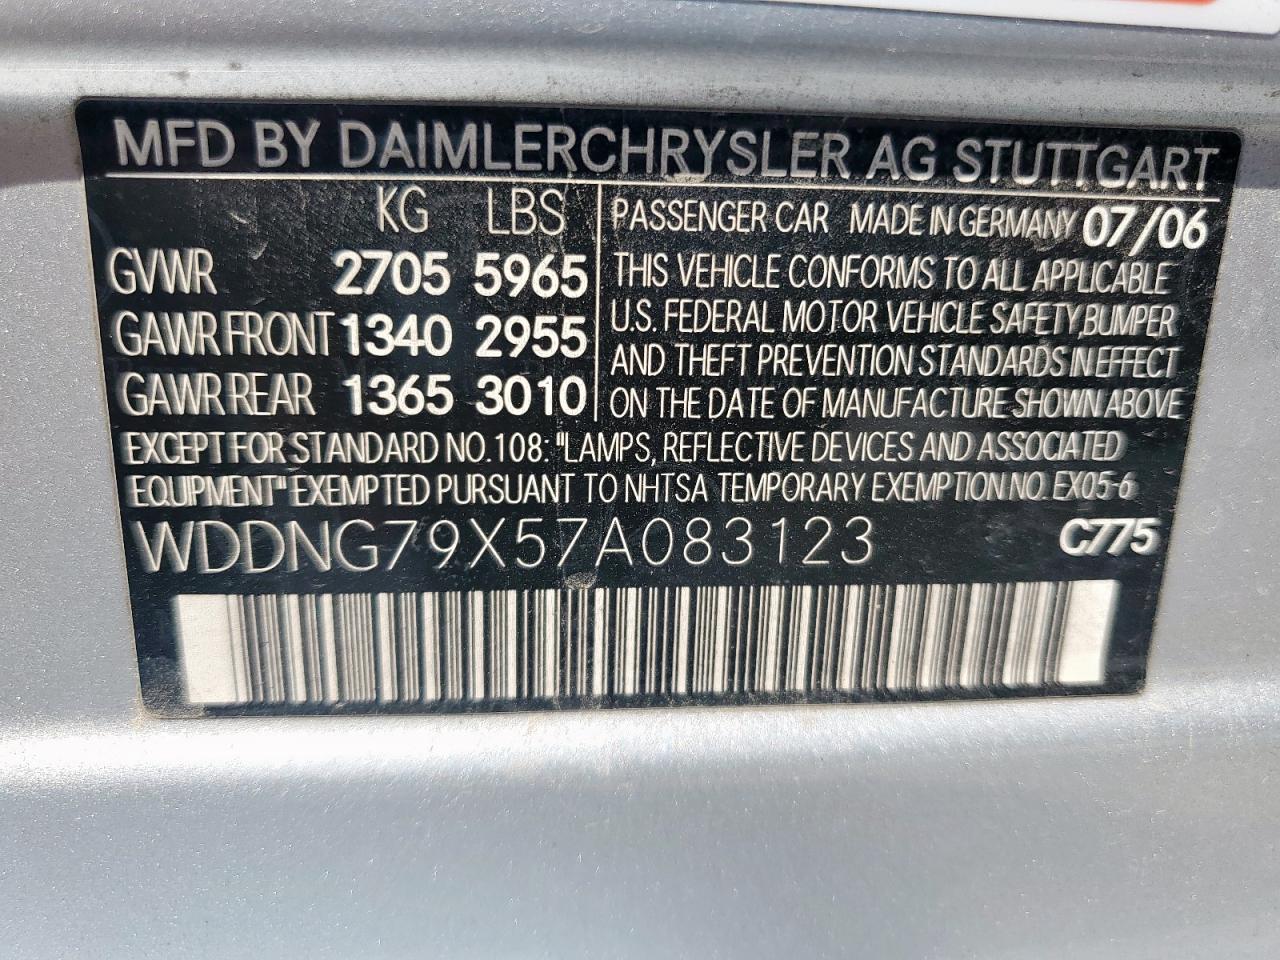 MFD BY DAIMLERCHRYSLER AG STUTTGART
KG LBS
GVWR 2705 5965
GAWR FRONT 1340 2955
GAWR REAR 1365 3010
PASSENGER CAR MADE IN GERMANY 07/06
THIS VEHICLE CONFORMS TO ALL APPLICABLE
U.S. FEDERAL MOTOR VEHICLE SAFETY, BUMPER
AND THEFT PREVENTION STANDARDS IN EFFECT
ON THE DATE OF MANUFACTURE SHOWN ABOVE
EXCEPT FOR STANDARD NO. 108: "LAMPS, REFLECTIVE DEVICES AND ASSOCIATED
EQUIPMENT" EXEMPTED PURSUANT TO NHTSA TEMPORARY EXEMPTION NO. EX05-6
WDDNG79X57A083123 C775